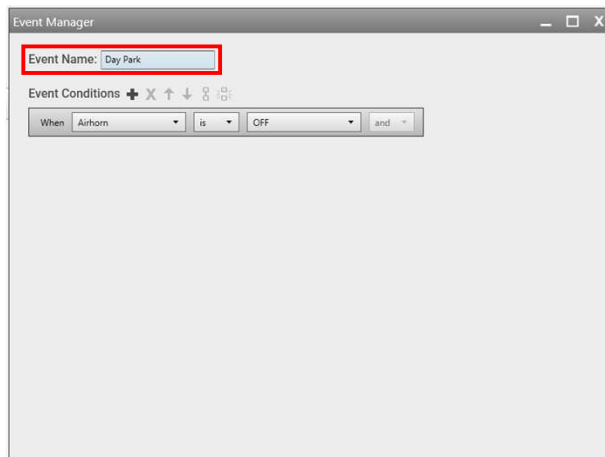 Event Manager
Event Name: Day Park
Event Conditions
When Airhorn is OFF and